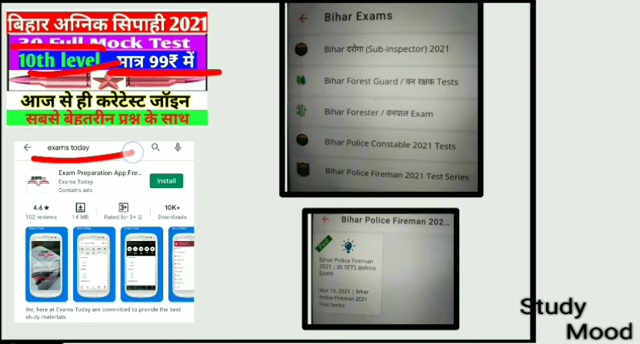 बिहार अग्निक सिपाही 2021
30 Full Mock Test
10th level मात्र 99₹ में
आज से ही करेटेस्ट जॉइन
सबसे बेहतरीन प्रश्न के साथ
exams today
Exam Preparation App:Fre...
Exams Today
Contains ads
Install
4.6★
102 reviews
14 MB
3+
Rated for 3+
10K+
Downloads
We, here at Exams Today are committed to provide the best
study materials.
Bihar Exams
Bihar दरोगा (Sub-inspector) 2021
Bihar Forest Guard / वन रक्षक Tests
Bihar Forester / वनपाल Exam
Bihar Police Constable 2021 Tests
Bihar Police Fireman 2021 Test Series
Bihar Police Fireman 202...
Bihar Police Fireman
2021 : 30 SETS Before
Exam
2021 | Bihar
Police Fireman 2021
Test Series
Study
Mood